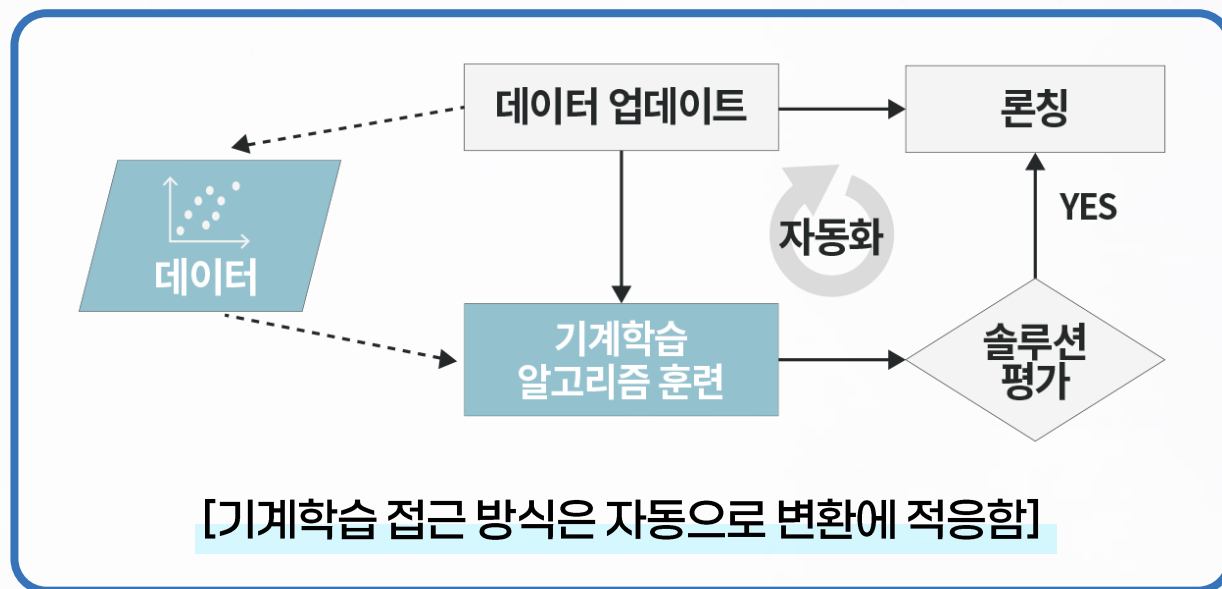 데이터 업데이트
론칭
데이터
자동화
YES
기계학습
알고리즘 훈련
솔루션
평가
[기계학습 접근 방식은 자동으로 변환에 적응함]